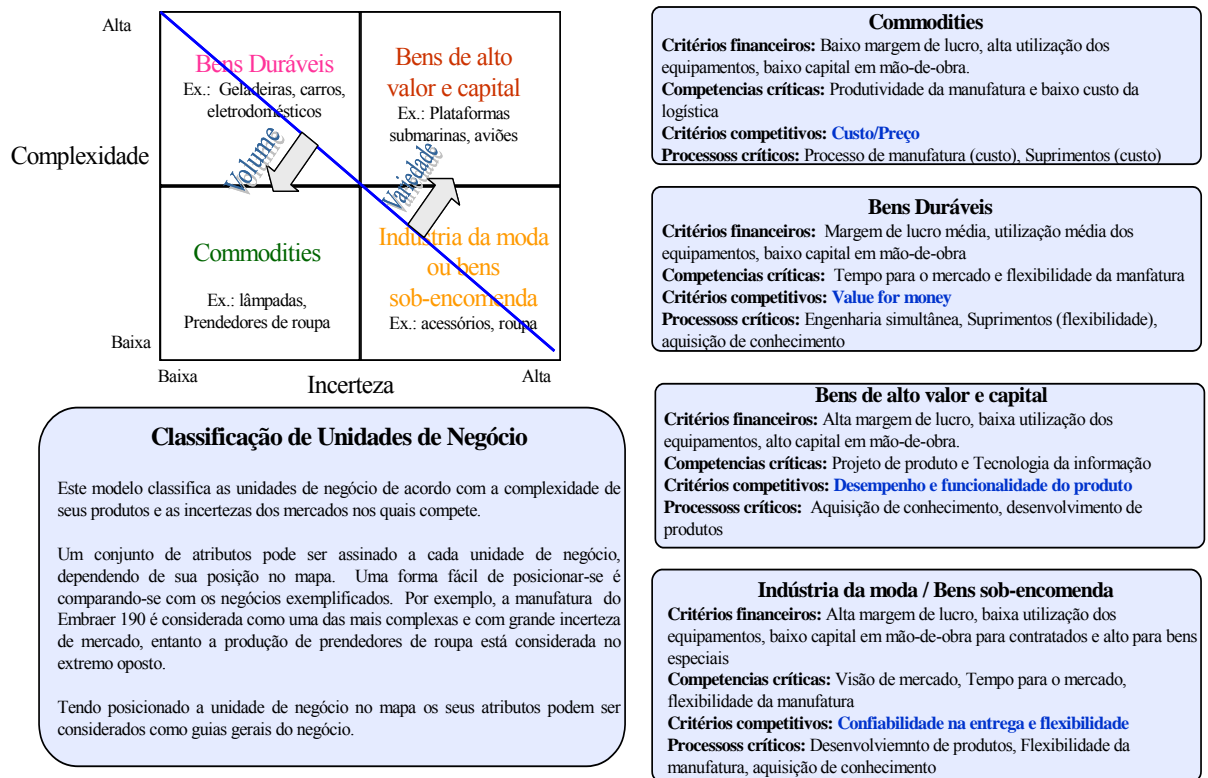 Alta
Bens Duráveis
Ex.: Geladeiras, carros,
eletrodomésticos
Bens de alto
valor e capital
Ex.: Plataformas
submarinas, aviões
Complexidade
Volume
Variedade
Commodities
Ex.: lâmpadas,
Prendedores de roupa
Indústria da moda
ou bens
sob-encomenda
Ex.: acessórios, roupa
Baixa
Baixa
Incerteza
Alta
Classificação de Unidades de Negócio
Este modelo classifica as unidades de negócio de acordo com a complexidade de
seus produtos e as incertezas dos mercados nos quais compete.
Um conjunto de atributos pode ser assinado a cada unidade de negócio,
dependendo de sua posição no mapa. Uma forma fácil de posicionar-se é
comparando-se com os negócios exemplificados. Por exemplo, a manufatura do
Embraer 190 é considerada como uma das mais complexas e com grande incerteza
de mercado, entanto a produção de prendedores de roupa está considerada no
extremo oposto.
Tendo posicionado a unidade de negócio no mapa os seus atributos podem ser
considerados como guias gerais do negócio.
Commodities
Critérios financeiros: Baixo margem de lucro, alta utilização dos
equipamentos, baixo capital em mão-de-obra.
Competencias críticas: Produtividade da manufatura e baixo custo da
logística
Critérios competitivos: Custo/Preço
Processoss críticos: Processo de manufatura (custo), Suprimentos (custo)
Bens Duráveis
Critérios financeiros: Margem de lucro média, utilização média dos
equipamentos, baixo capital em mão-de-obra
Competencias críticas: Tempo para o mercado e flexibilidade da manfatura
Critérios competitivos: Value for money
Processoss críticos: Engenharia simultânea, Suprimentos (flexibilidade),
aquisição de conhecimento
Bens de alto valor e capital
Critérios financeiros: Alta margem de lucro, baixa utilização dos
equipamentos, alto capital em mão-de-obra.
Competencias críticas: Projeto de produto e Tecnologia da informação
Critérios competitivos: Desempenho e funcionalidade do produto
Processoss críticos: Aquisição de conhecimento, desenvolvimento de
produtos
Indústria da moda / Bens sob-encomenda
Critérios financeiros: Alta margem de lucro, baixa utilização dos
equipamentos, baixo capital em mão-de-obra para contratados e alto para bens
especiais
Competencias críticas: Visão de mercado, Tempo para o mercado,
flexibilidade da manufatura
Critérios competitivos: Confiabilidade na entrega e flexibilidade
Processoss críticos: Desenvolviemnto de produtos, Flexibilidade da
manufatura, aquisição de conhecimento